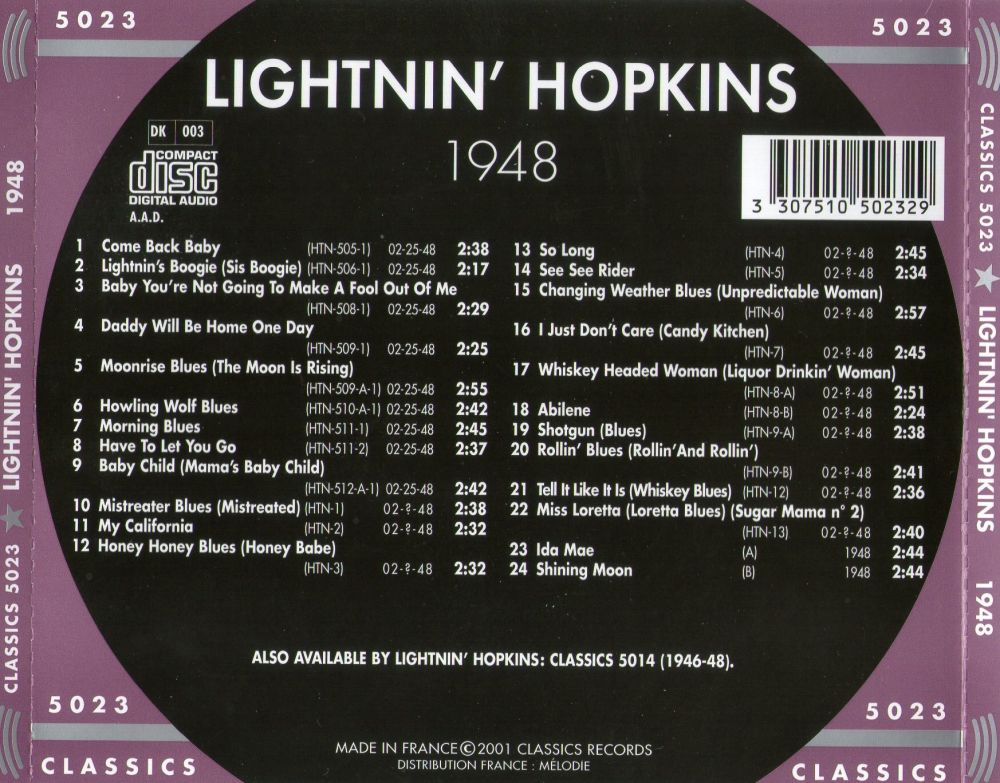 5023
5023
LIGHTNIN' HOPKINS
1948
DK 003
COMPACT
disc
DIGITAL AUDIO
A.A.D.
3 307510 502329
1 Come Back Baby (HTN-505-1) 02-25-48 2:38
2 Lightnin's Boogie (Sis Boogie) (HTN-506-1) 02-25-48 2:17
3 Baby You're Not Going To Make A Fool Out Of Me
(HTN-508-1) 02-25-48 2:29
4 Daddy Will Be Home One Day
(HTN-509-1) 02-25-48 2:25
5 Moonrise Blues (The Moon Is Rising)
(HTN-509-A-1) 02-25-48 2:55
6 Howling Wolf Blues (HTN-510-A-1) 02-25-48 2:42
7 Morning Blues (HTN-511-1) 02-25-48 2:45
8 Have To Let You Go (HTN-511-2) 02-25-48 2:37
9 Baby Child (Mama's Baby Child)
(HTN-512-A-1) 02-25-48 2:42
10 Mistreater Blues (Mistreated) (HTN-1) 02-?-48 2:38
11 My California (HTN-2) 02-?-48 2:32
12 Honey Honey Blues (Honey Babe)
(HTN-3) 02-?-48 2:32
13 So Long (HTN-4) 02-?-48 2:45
14 See See Rider (HTN-5) 02-?-48 2:34
15 Changing Weather Blues (Unpredictable Woman)
(HTN-6) 02-?-48 2:57
16 I Just Don't Care (Candy Kitchen)
(HTN-7) 02-?-48 2:45
17 Whiskey Headed Woman (Liquor Drinkin' Woman)
(HTN-8-A) 02-?-48 2:51
18 Abilene (HTN-8-B) 02-?-48 2:24
19 Shotgun (Blues) (HTN-9-A) 02-?-48 2:38
20 Rollin' Blues (Rollin'And Rollin')
(HTN-9-B) 02-?-48 2:41
21 Tell It Like It Is (Whiskey Blues) (HTN-12) 02-?-48 2:36
22 Miss Loretta (Loretta Blues) (Sugar Mama n° 2)
(HTN-13) 02-?-48 2:40
23 Ida Mae (A) 1948 2:44
24 Shining Moon (B) 1948 2:44
ALSO AVAILABLE BY LIGHTNIN' HOPKINS: CLASSICS 5014 (1946-48).
5023
5023
MADE IN FRANCE © 2001 CLASSICS RECORDS
DISTRIBUTION FRANCE : MÉLODIE
CLASSICS
CLASSICS
CLASSICS 5023 ★ LIGHTNIN' HOPKINS 1948
CLASSICS 5023 ★ LIGHTNIN' HOPKINS 1948